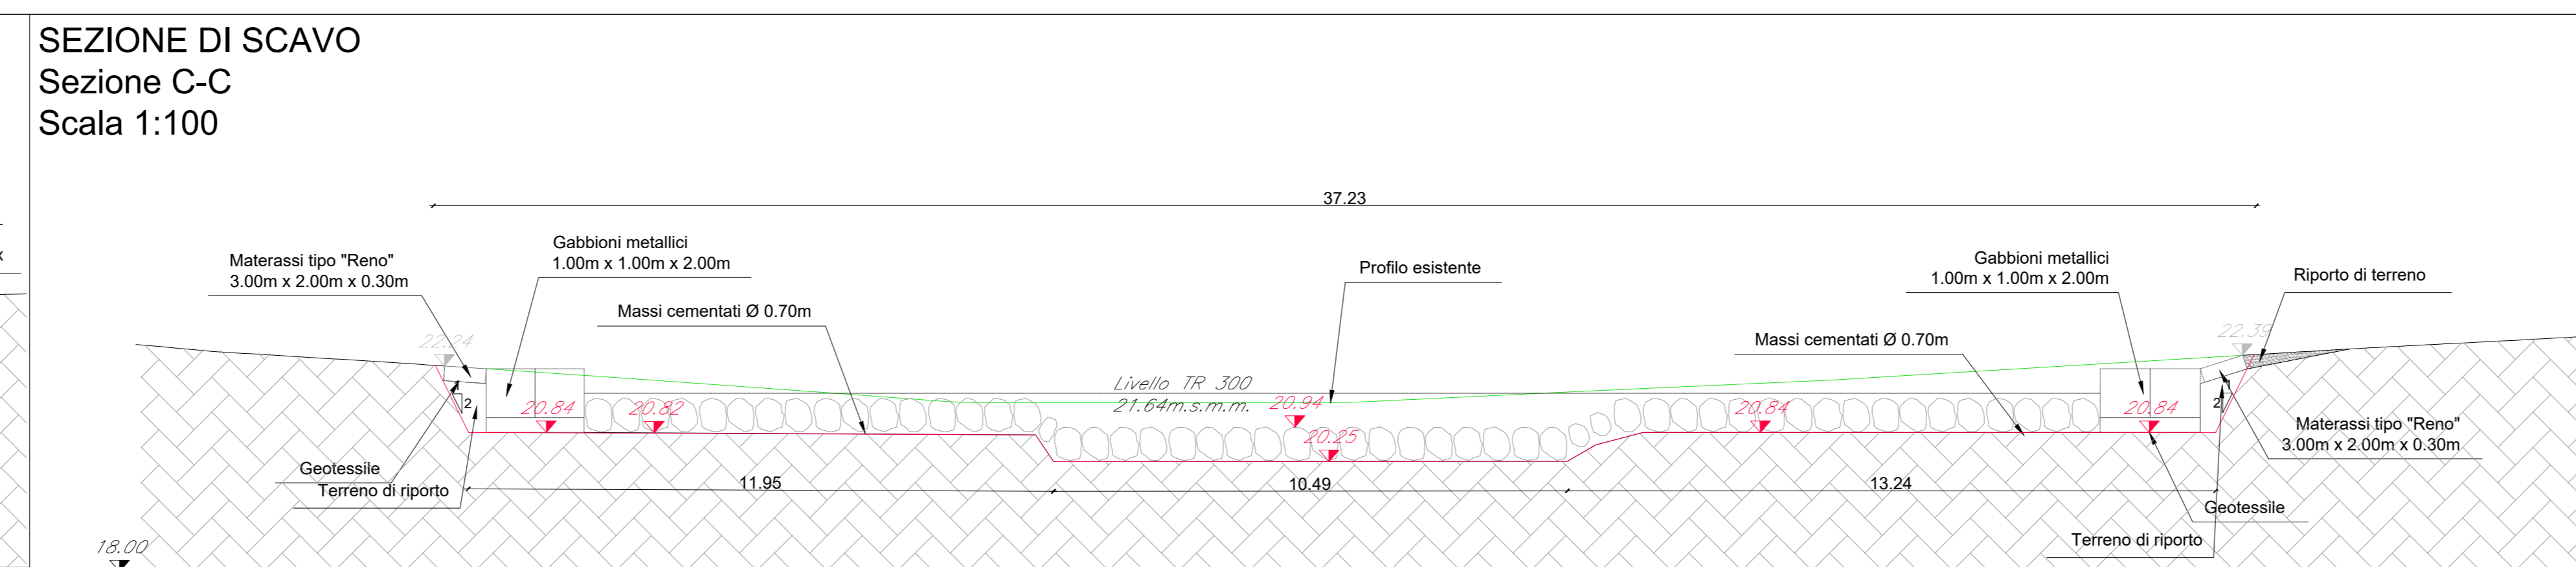 SEZIONE DI SCAVO
Sezione C-C
Scala 1:100
37.23
Gabbioni metallici
1.00m x 1.00m x 2.00m
Materassi tipo "Reno"
3.00m x 2.00m x 0.30m
Massi cementati Ø 0.70m
Profilo esistente
Gabbioni metallici
1.00m x 1.00m x 2.00m
Riporto di terreno
Massi cementati Ø 0.70m
22.24
22.39
Livello TR 300
21.64m.s.m.m.
20.94
1
2
20.84
20.82
20.25
20.84
20.84
1
2
Materassi tipo "Reno"
3.00m x 2.00m x 0.30m
Geotessile
Terreno di riporto
11.95
10.49
13.24
Geotessile
Terreno di riporto
18.00